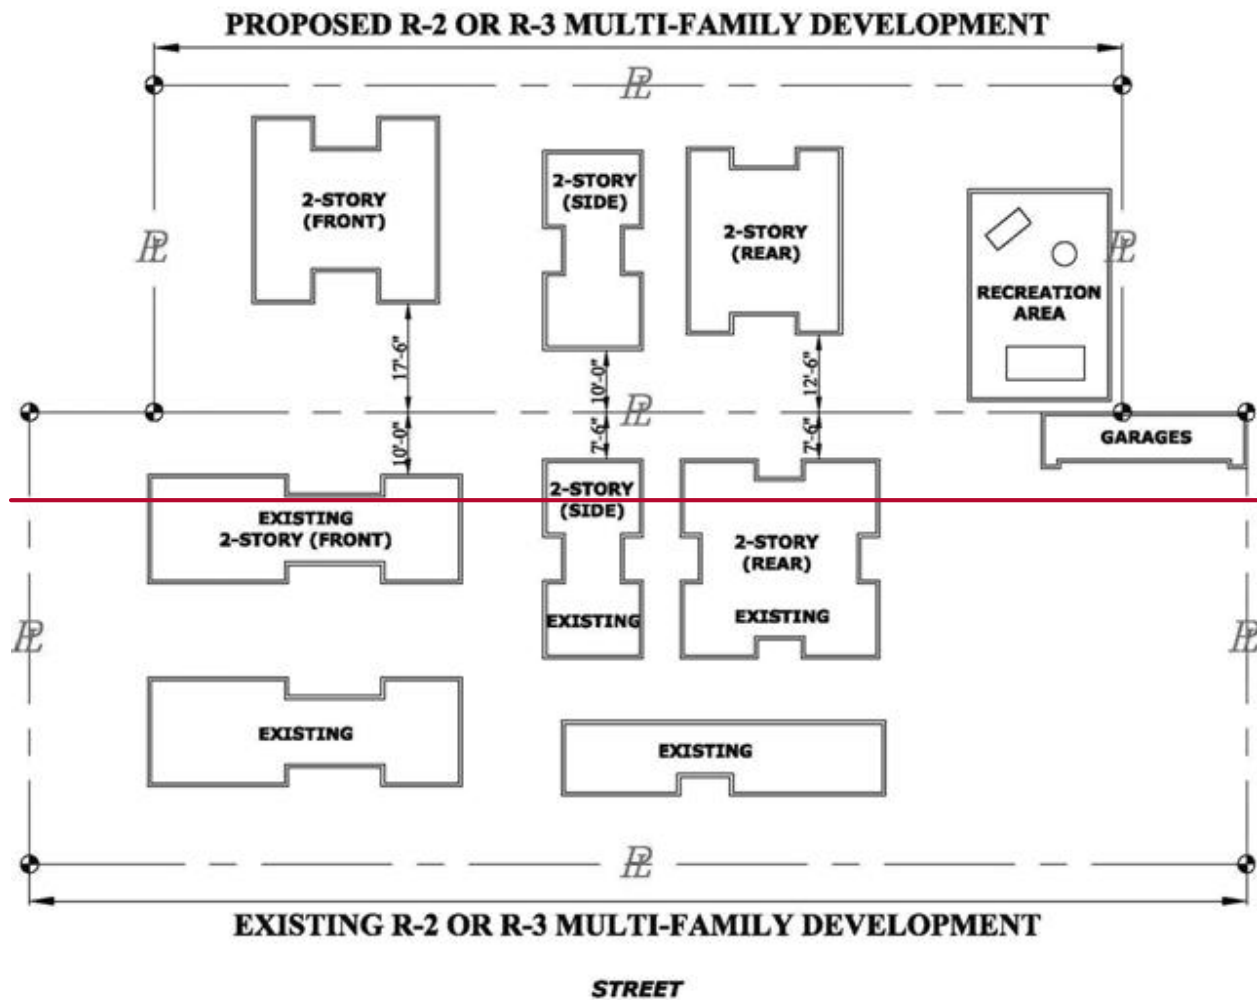 PROPOSED R-2 OR R-3 MULTI-FAMILY DEVELOPMENT
PL
2-STORY
(FRONT)
2-STORY
(SIDE)
2-STORY
(REAR)
PL
PL
RECREATION
AREA
17'-6"
10'-0"
12'-6"
PL
10'-0"
7'-6"
7'-6"
GARAGES
EXISTING
2-STORY (FRONT)
2-STORY
(SIDE)
EXISTING
2-STORY
(REAR)
EXISTING
PL
PL
EXISTING
EXISTING
PL
EXISTING R-2 OR R-3 MULTI-FAMILY DEVELOPMENT
STREET